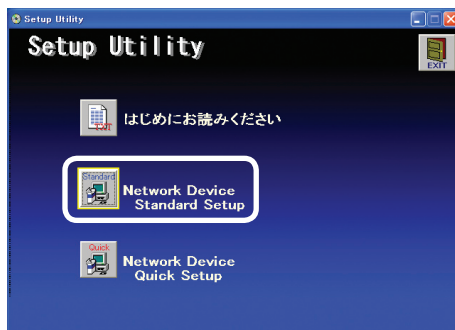 Setup Utility
Setup Utility
EXIT
TXT
はじめにお読みください
Standard
Network Device
Standard Setup
Quick
Network Device
Quick Setup